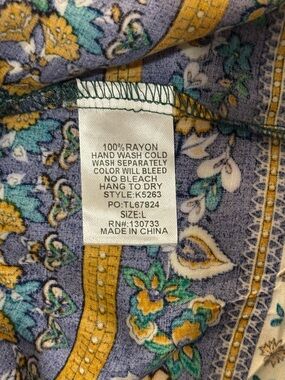 100%RAYON
HAND WASH COLD
WASH SEPARATELY
COLOR WILL BLEED
NO BLEACH
HANG TO DRY
STYLE:K5263
PO:TL67824
SIZE:L
RN#:130733
MADE IN CHINA